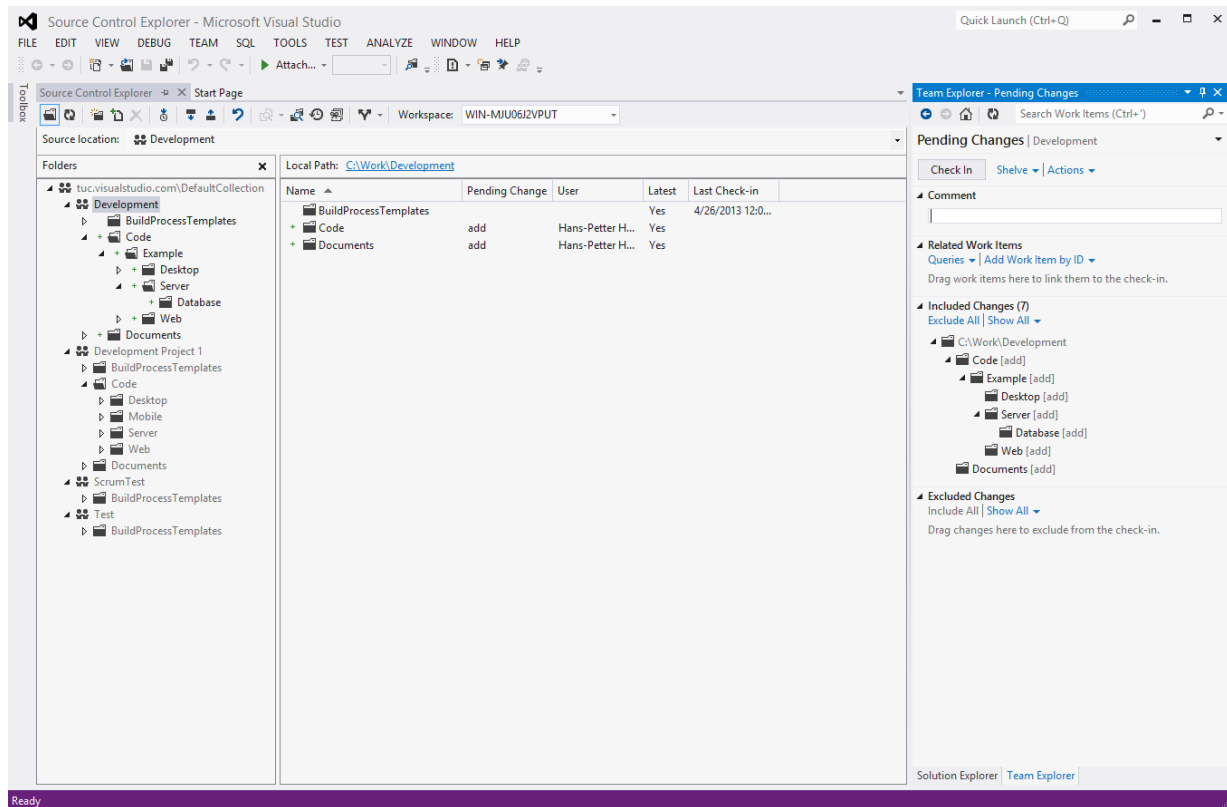 Source Control Explorer - Microsoft Visual Studio
Quick Launch (Ctrl+Q)
FILE EDIT VIEW DEBUG TEAM SQL TOOLS TEST ANALYZE WINDOW HELP
Attach...
Toolbox
Source Control Explorer
Start Page
Workspace: WIN-MJU06J2VPUT
Source location: Development
Folders
tuc.visualstudio.com\DefaultCollection
Development
BuildProcessTemplates
Code
Example
Desktop
Server
Database
Web
Documents
Development Project 1
BuildProcessTemplates
Code
Desktop
Mobile
Server
Web
Documents
ScrumTest
BuildProcessTemplates
Test
BuildProcessTemplates
Local Path: C:\Work\Development
Name Pending Change User Latest Last Check-in
BuildProcessTemplates Yes 4/26/2013 12:0...
Code add Hans-Petter H... Yes
Documents add Hans-Petter H... Yes
Team Explorer - Pending Changes
Search Work Items (Ctrl+')
Pending Changes | Development
Check In Shelve Actions
Comment
Related Work Items
Queries Add Work Item by ID
Drag work items here to link them to the check-in.
Included Changes (7)
Exclude All Show All
C:\Work\Development
Code [add]
Example [add]
Desktop [add]
Server [add]
Database [add]
Web [add]
Documents [add]
Excluded Changes
Include All Show All
Drag changes here to exclude from the check-in.
Solution Explorer Team Explorer
Ready